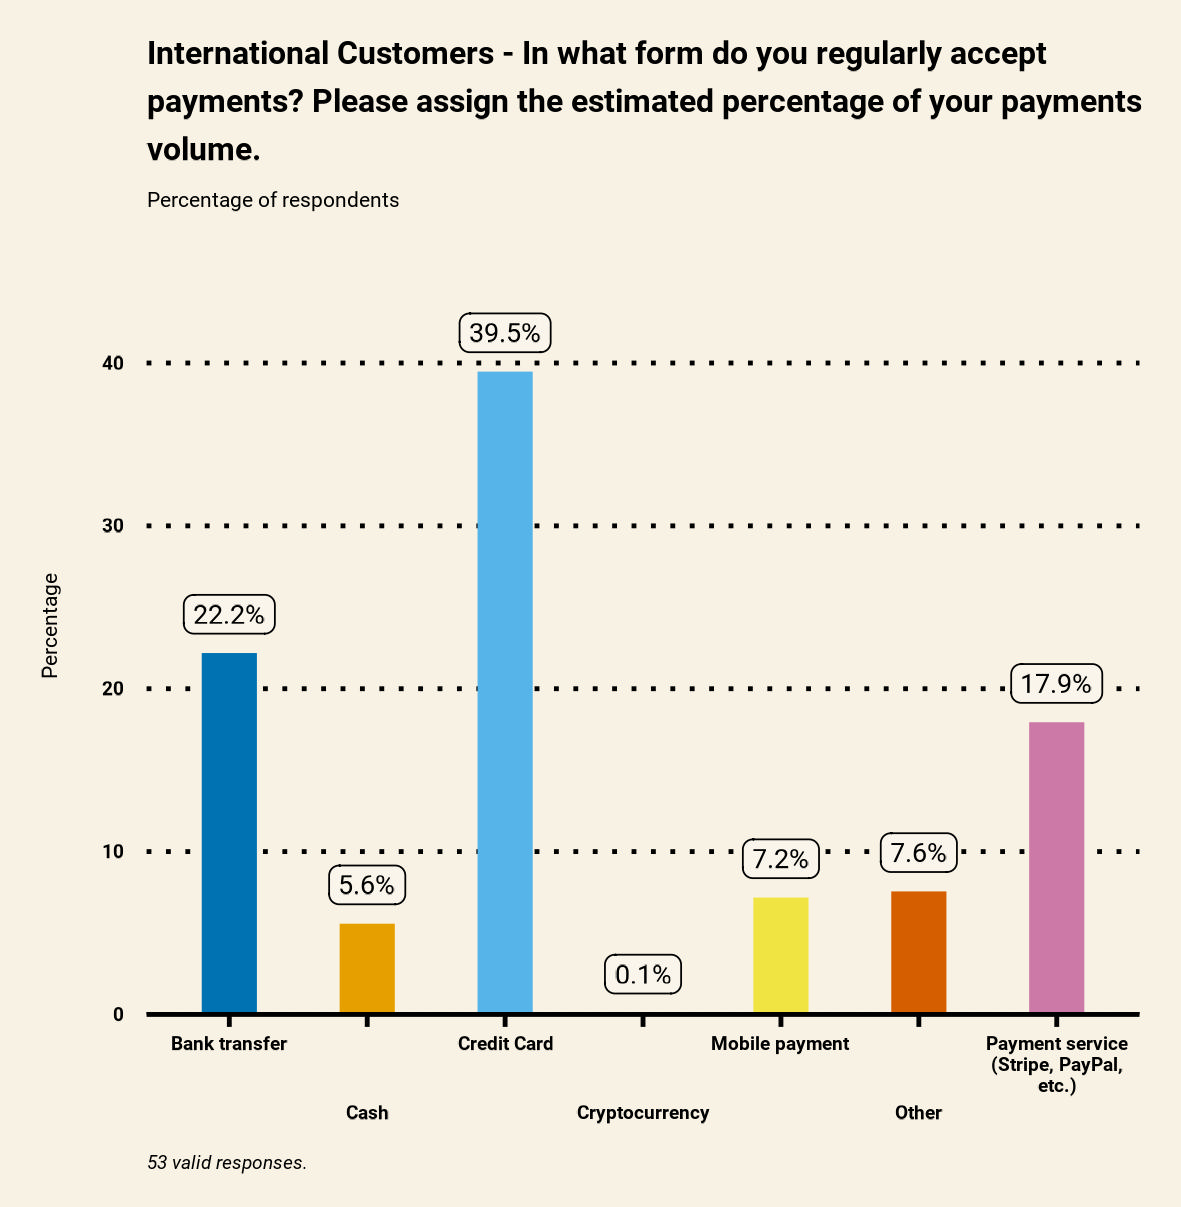 International Customers - In what form do you regularly accept
payments? Please assign the estimated percentage of your payments
volume.
Percentage of respondents
Percentage
40
30
20
10
0
22.2%
5.6%
39.5%
0.1%
7.2%
7.6%
17.9%
Bank transfer
Cash
Credit Card
Cryptocurrency
Mobile payment
Other
Payment service
(Stripe, PayPal,
etc.)
53 valid responses.